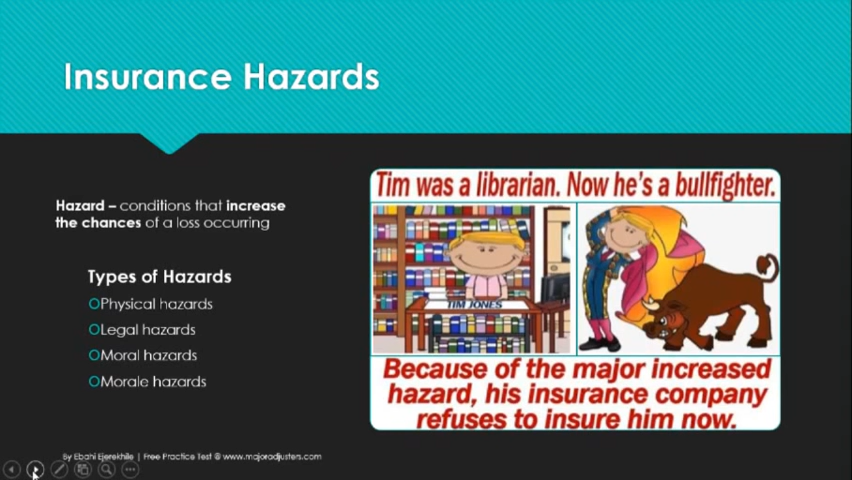 Insurance Hazards
Hazard – conditions that increase
the chances of a loss occurring
Types of Hazards
Physical hazards
Legal hazards
Moral hazards
Morale hazards
Tim was a librarian. Now he's a bullfighter.
TIM JONES
Because of the major increased
hazard, his insurance company
refuses to insure him now.
By Ebahi Ejerekhile | Free Practice Test @ www.majoradjusters.com